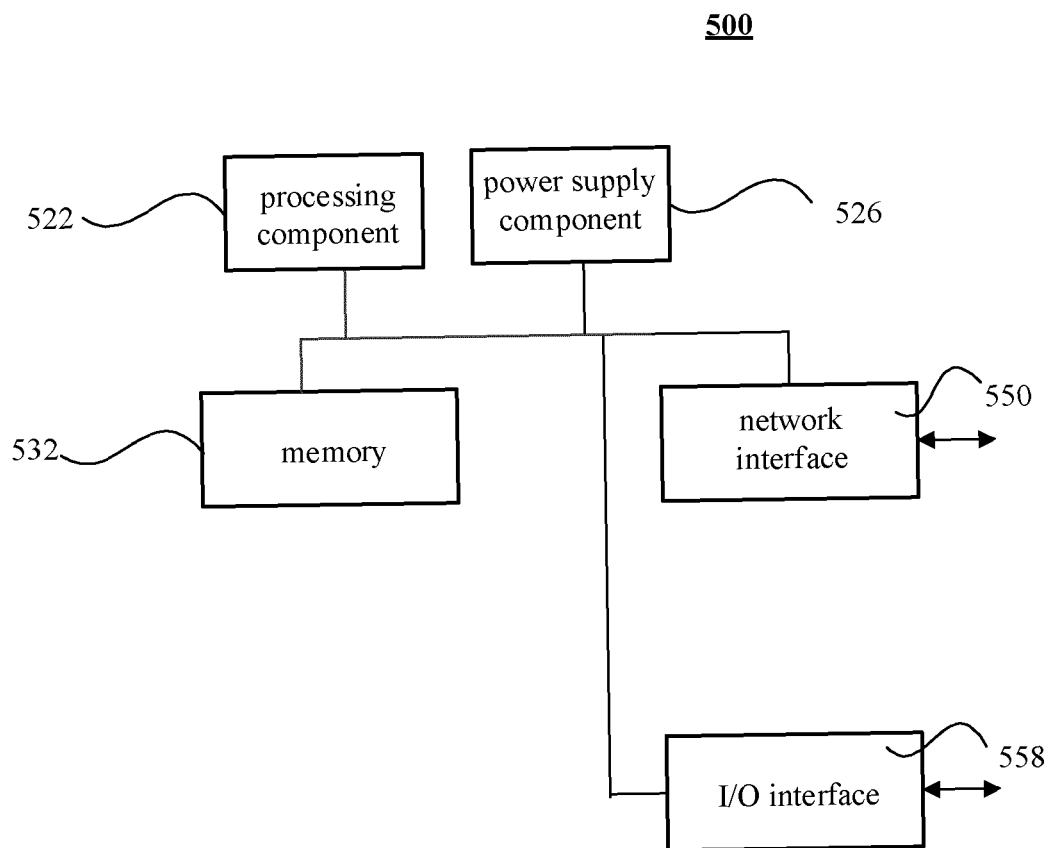 500
processing
component
power supply
component
522
526
memory
532
network
interface
550
I/O interface
558